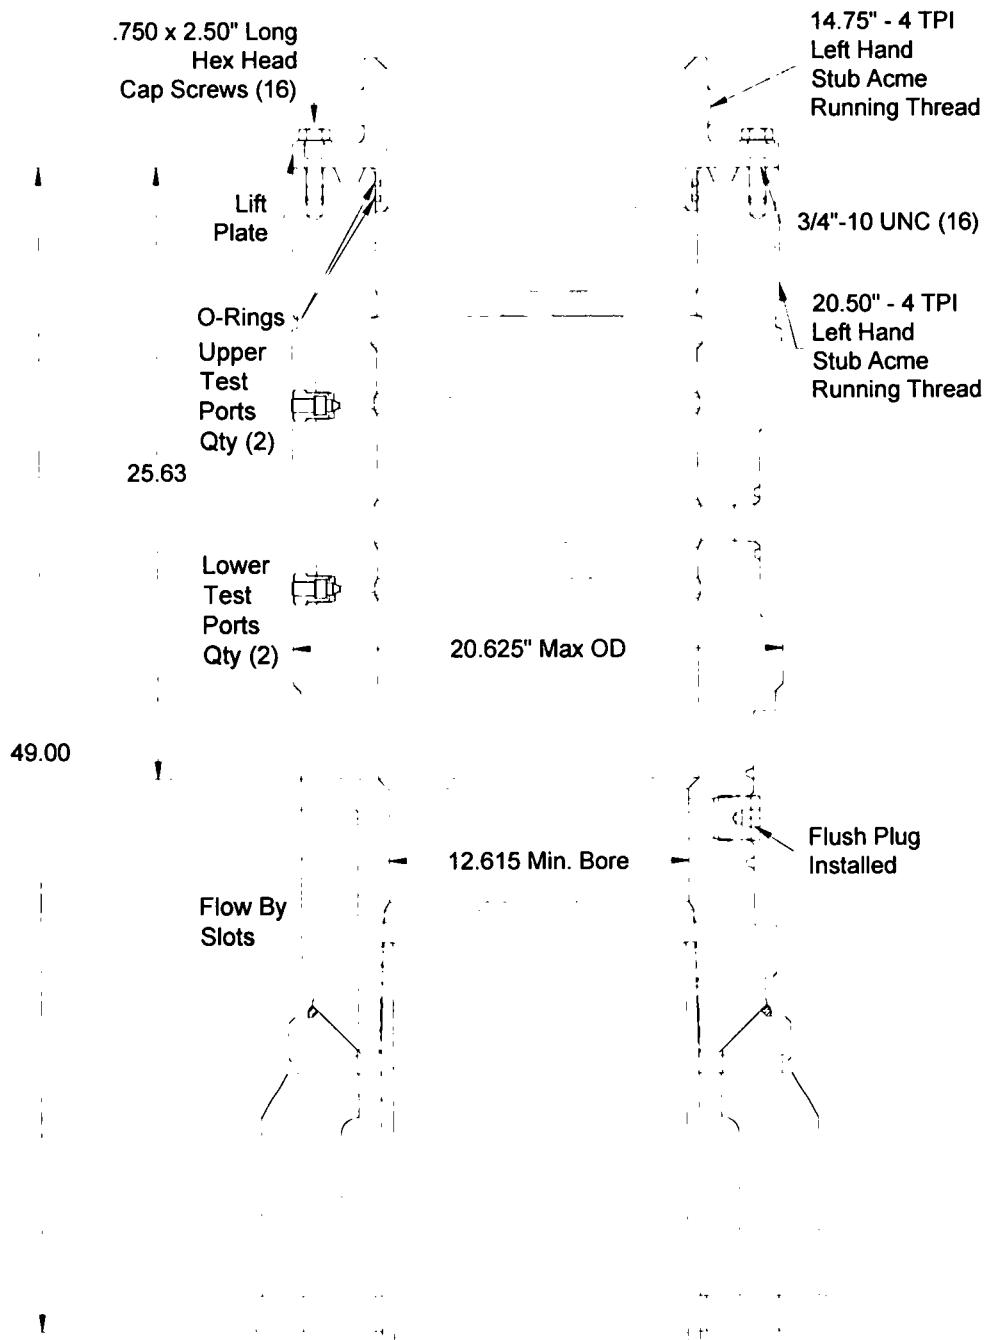 .750 x 2.50" Long
Hex Head
Cap Screws (16)
14.75" - 4 TPI
Left Hand
Stub Acme
Running Thread
Lift
Plate
3/4"-10 UNC (16)
O-Rings
20.50" - 4 TPI
Left Hand
Stub Acme
Running Thread
Upper
Test
Ports
Qty (2)
25.63
Lower
Test
Ports
Qty (2)
20.625" Max OD
49.00
12.615 Min. Bore
Flush Plug
Installed
Flow By
Slots